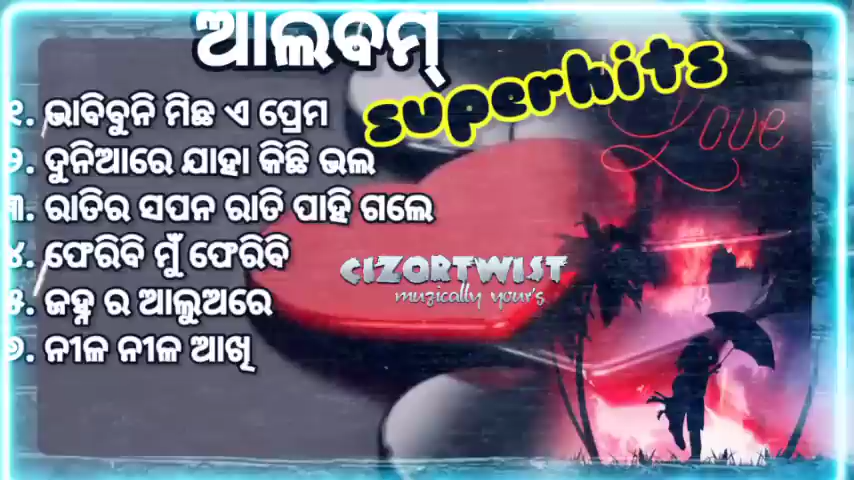 ଆଲବମ୍
superhits
Love
୧. ଭାବିବୁନି ମିଛ ଏ ପ୍ରେମ
୨. ଦୁନିଆରେ ଯାହା କିଛି ଭଲ
୩. ରାତିର ସପନ ରାତି ପାହି ଗଲେ
୪. ଫେରିବି ମୁଁ ଫେରିବି
୫. ଜହ୍ନ ର ଆଲୁଅରେ
୬. ନୀଳ ନୀଳ ଆଖି
CIZORTWIST
muzically your's